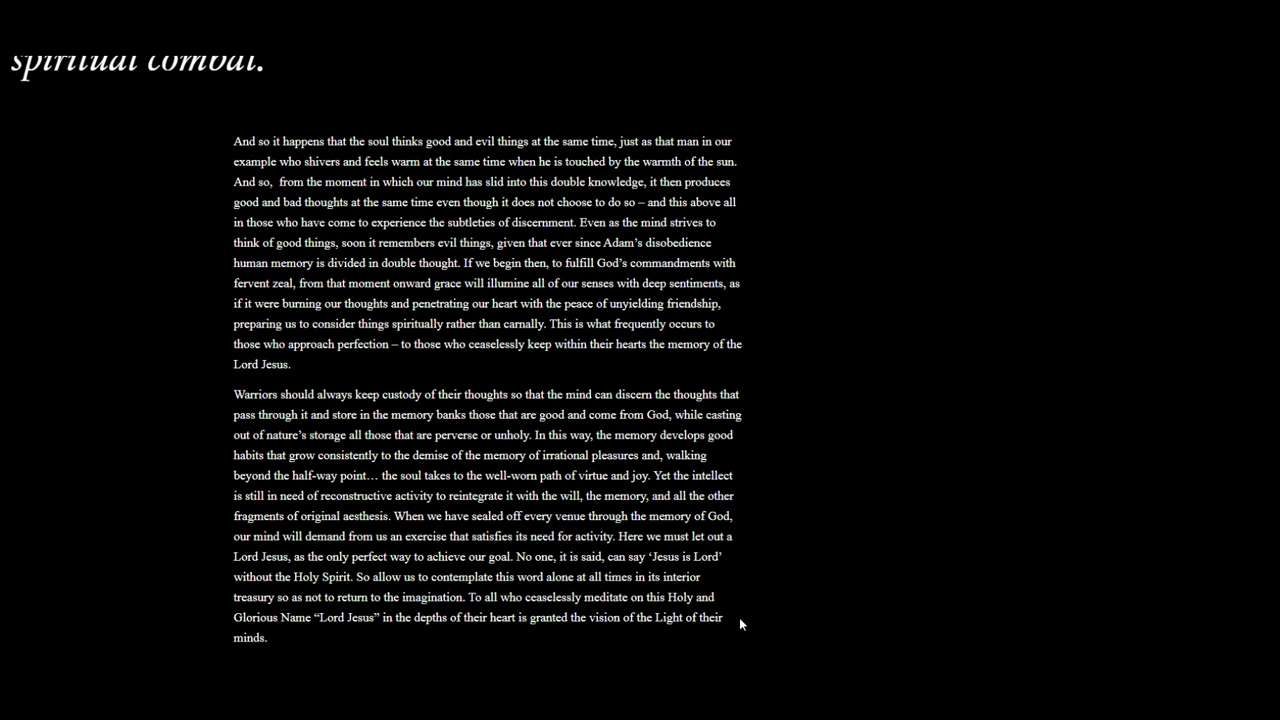 spiritual combat.
And so it happens that the soul thinks good and evil things at the same time, just as that man in our
example who shivers and feels warm at the same time when he is touched by the warmth of the sun.
And so,  from the moment in which our mind has slid into this double knowledge, it then produces
good and bad thoughts at the same time even though it does not choose to do so – and this above all
in those who have come to experience the subtleties of discernment. Even as the mind strives to
think of good things, soon it remembers evil things, given that ever since Adam’s disobedience
human memory is divided in double thought. If we begin then, to fulfill God’s commandments with
fervent zeal, from that moment onward grace will illumine all of our senses with deep sentiments, as
if it were burning our thoughts and penetrating our heart with the peace of unyielding friendship,
preparing us to consider things spiritually rather than carnally. This is what frequently occurs to
those who approach perfection – to those who ceaselessly keep within their hearts the memory of the
Lord Jesus.
Warriors should always keep custody of their thoughts so that the mind can discern the thoughts that
pass through it and store in the memory banks those that are good and come from God, while casting
out of nature’s storage all those that are perverse or unholy. In this way, the memory develops good
habits that grow consistently to the demise of the memory of irrational pleasures and, walking
beyond the half-way point… the soul takes to the well-worn path of virtue and joy. Yet the intellect
is still in need of reconstructive activity to reintegrate it with the will, the memory, and all the other
fragments of original aesthesis. When we have sealed off every venue through the memory of God,
our mind will demand from us an exercise that satisfies its need for activity. Here we must let out a
Lord Jesus, as the only perfect way to achieve our goal. No one, it is said, can say ‘Jesus is Lord’
without the Holy Spirit. So allow us to contemplate this word alone at all times in its interior
treasury so as not to return to the imagination. To all who ceaselessly meditate on this Holy and
Glorious Name “Lord Jesus” in the depths of their heart is granted the vision of the Light of their
minds.